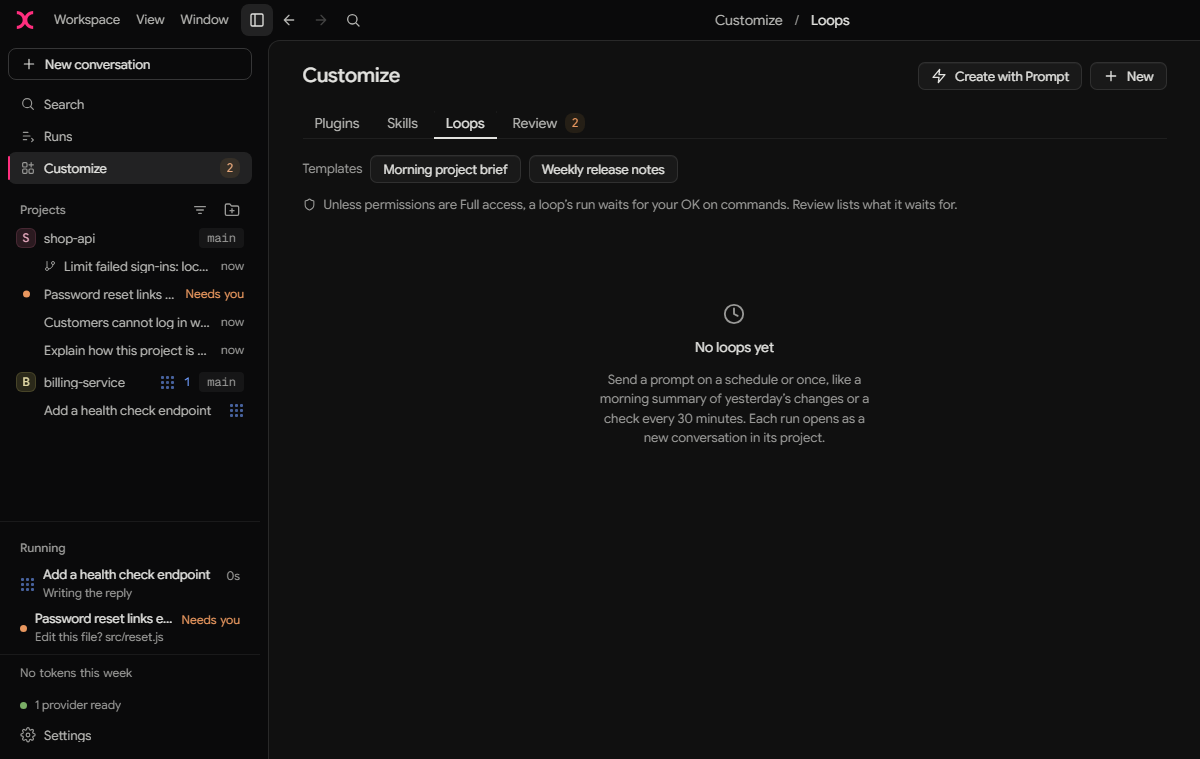 Workspace View Window
Customize / Loops
New conversation
Search
Runs
Customize 2
Projects
S shop-api main
Limit failed sign-ins: loc... now
Password reset links ... Needs you
Customers cannot log in w... now
Explain how this project is ... now
B billing-service 1 main
Add a health check endpoint
Running
Add a health check endpoint 0s
Writing the reply
Password reset links e... Needs you
Edit this file? src/reset.js
No tokens this week
1 provider ready
Settings
Customize
Create with Prompt
New
Plugins Skills Loops Review 2
Templates Morning project brief Weekly release notes
Unless permissions are Full access, a loop's run waits for your OK on commands. Review lists what it waits for.
No loops yet
Send a prompt on a schedule or once, like a
morning summary of yesterday's changes or a
check every 30 minutes. Each run opens as a
new conversation in its project.